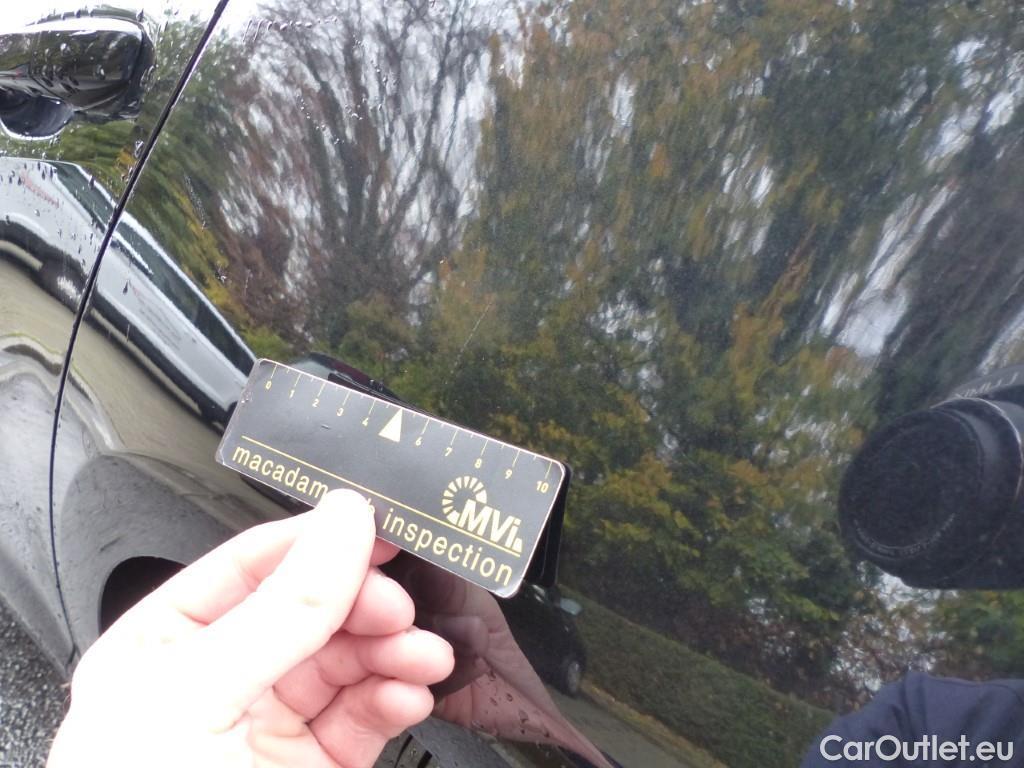 0 1 2 3 4 6 7 8 9 10
MVi
macadam inspection
CarOutlet.eu